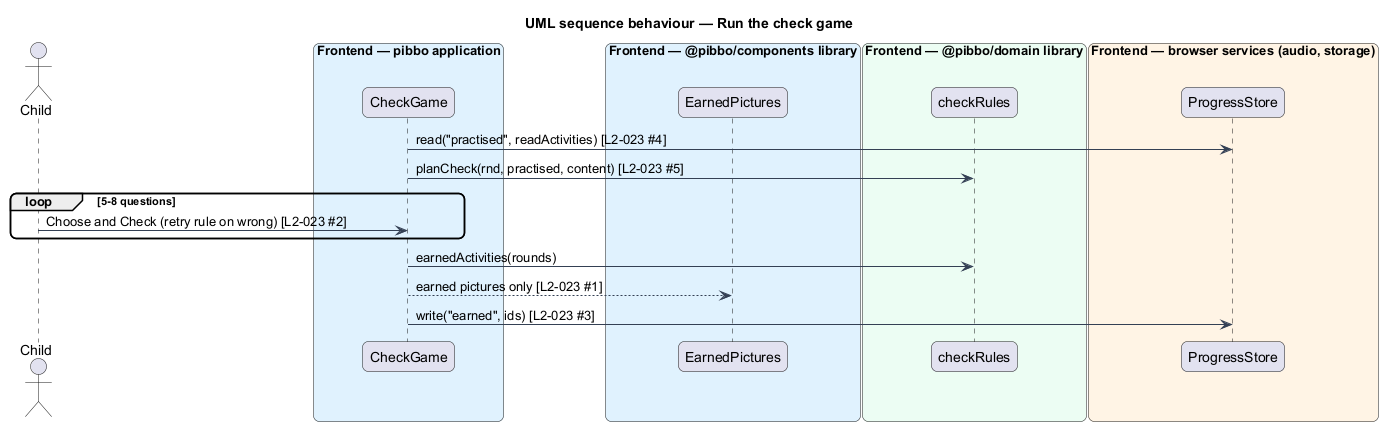 UML sequence behaviour — Run the check game
Frontend — pibbo application
Frontend — @pibbo/components library
Frontend — @pibbo/domain library
Frontend — browser services (audio, storage)
Child
CheckGame
EarnedPictures
checkRules
ProgressStore
read("practised", readActivities) [L2-023 #4]
planCheck(rnd, practised, content) [L2-023 #5]
loop
[5-8 questions]
Choose and Check (retry rule on wrong) [L2-023 #2]
earnedActivities(rounds)
earned pictures only [L2-023 #1]
write("earned", ids) [L2-023 #3]
Child
CheckGame
EarnedPictures
checkRules
ProgressStore